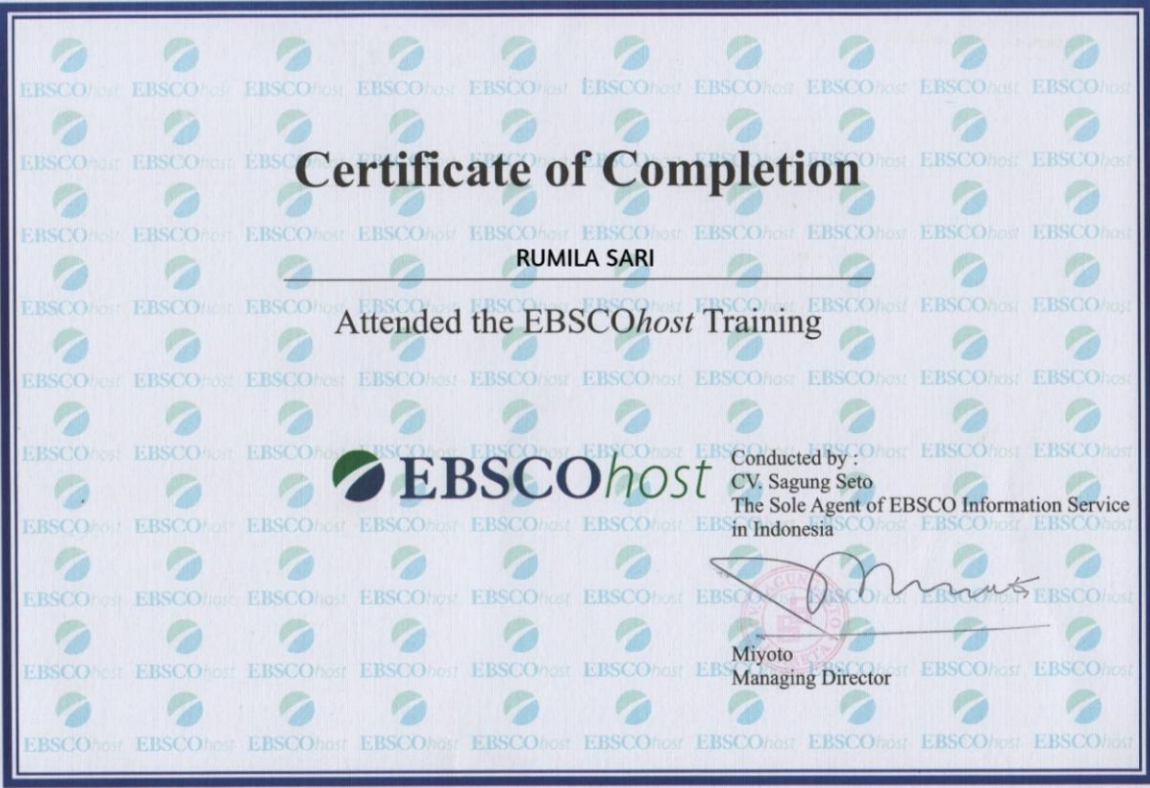 Certificate of Completion
RUMILA SARI
Attended the EBSCOhost Training
EBSCOhost
Conducted by :
CV. Sagung Seto
The Sole Agent of EBSCO Information Service
in Indonesia
Miyoto
Managing Director